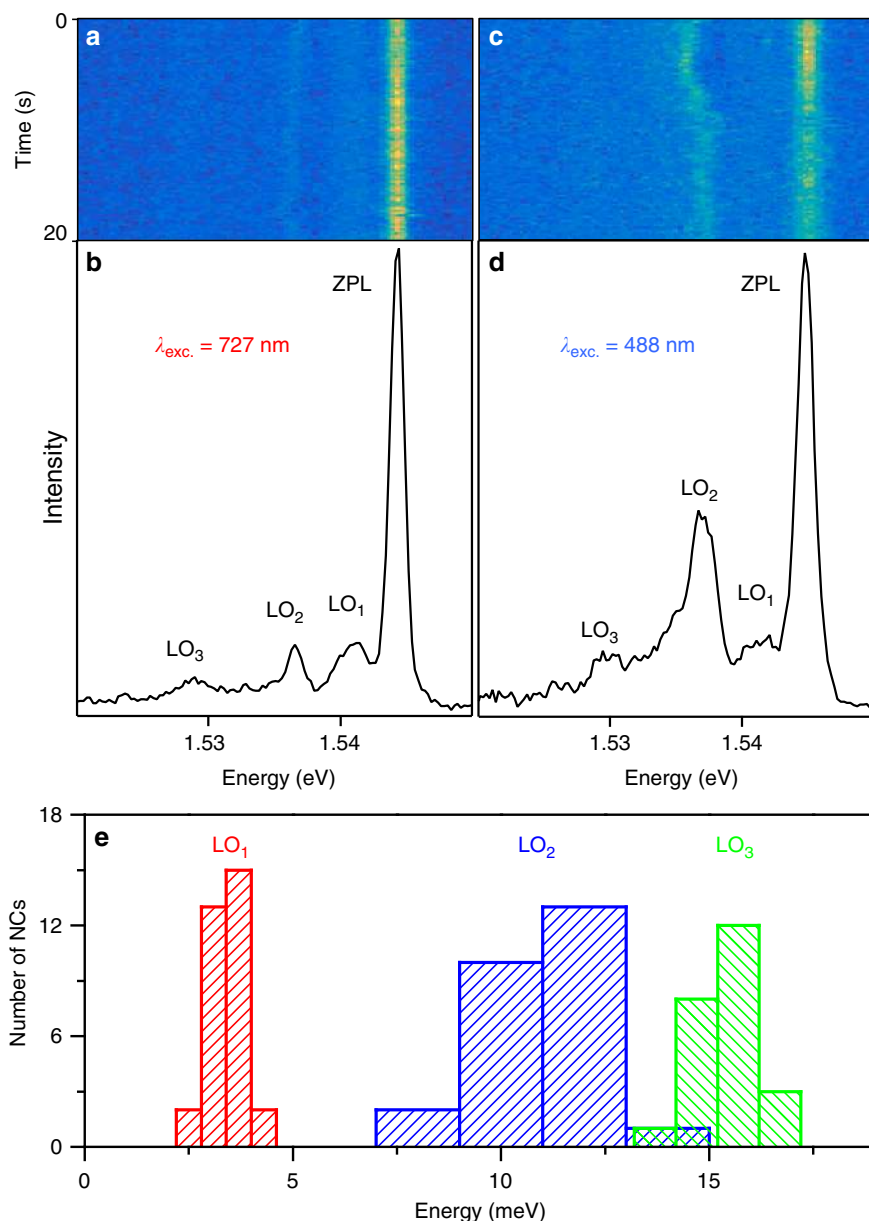 0
a
c
Time (s)
20
b
d
ZPL
ZPL
λexc. = 727 nm
λexc. = 488 nm
Intensity
LO2
LO2
LO1
LO1
LO3
LO3
1.53
1.54
1.53
1.54
Energy (eV)
Energy (eV)
18
e
LO1
LO2
LO3
12
6
0
Number of NCs
0
5
10
15
Energy (meV)